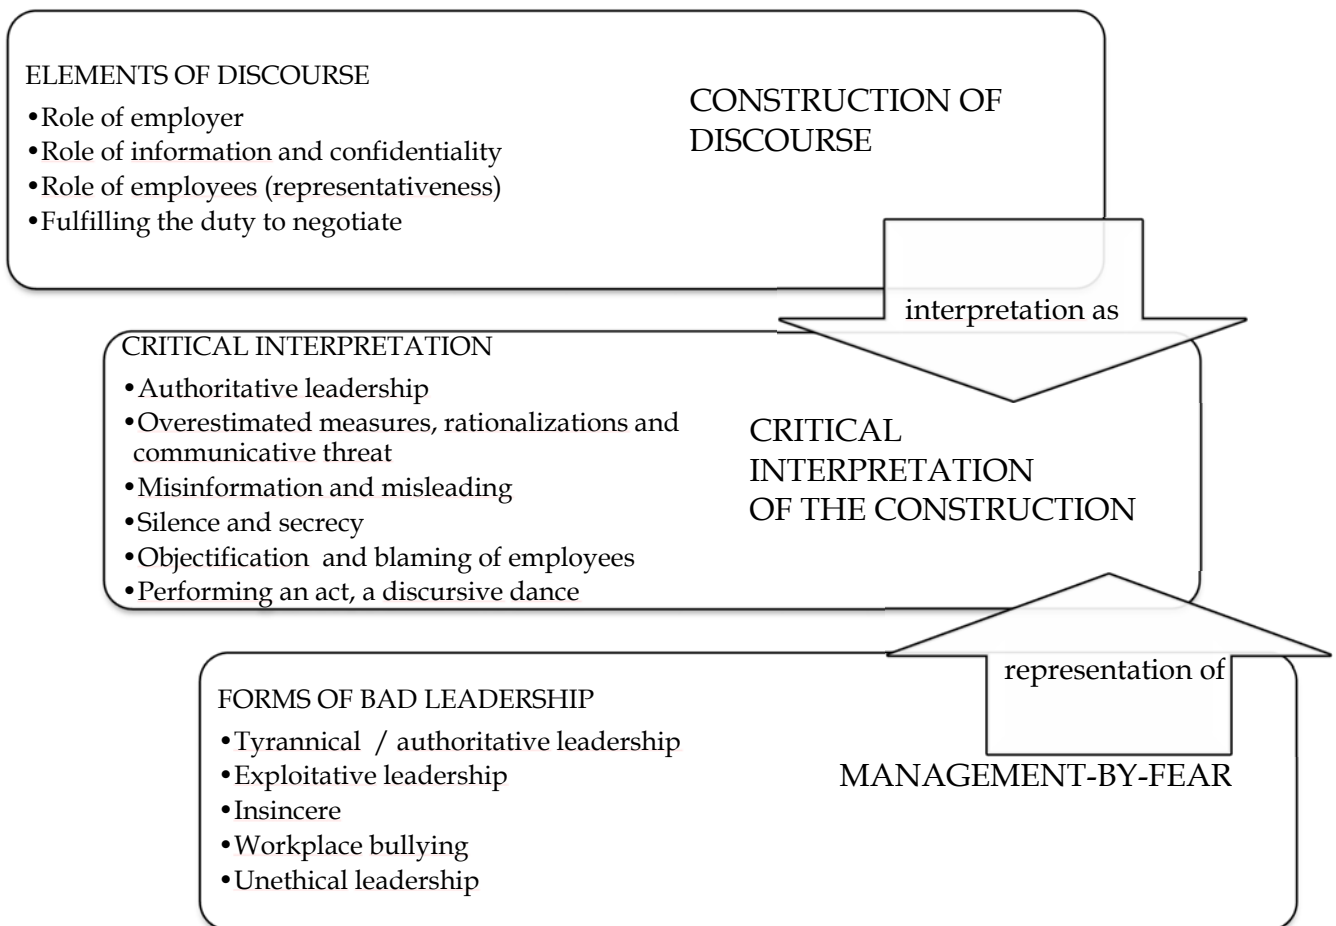 ELEMENTS OF DISCOURSE
•Role of employer
•Role of information and confidentiality
•Role of employees (representativeness)
•Fulfilling the duty to negotiate
CONSTRUCTION OF
DISCOURSE
interpretation as
CRITICAL INTERPRETATION
•Authoritative leadership
•Overestimated measures, rationalizations and
communicative threat
•Misinformation and misleading
•Silence and secrecy
•Objectification and blaming of employees
•Performing an act, a discursive dance
CRITICAL
INTERPRETATION
OF THE CONSTRUCTION
representation of
FORMS OF BAD LEADERSHIP
•Tyrannical / authoritative leadership
•Exploitative leadership
•Insincere
•Workplace bullying
•Unethical leadership
MANAGEMENT-BY-FEAR